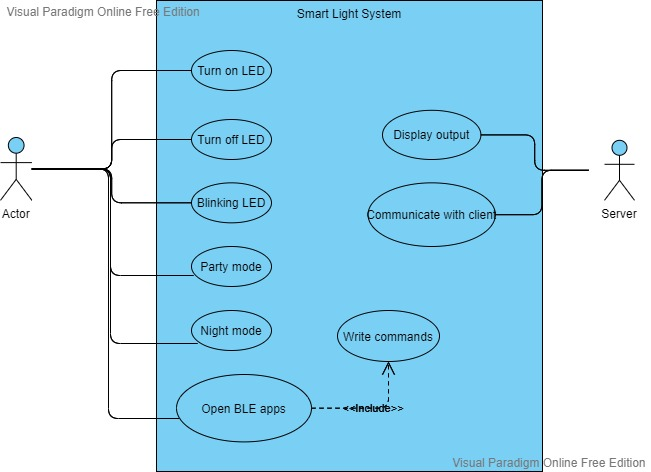 Visual Paradigm Online Free Edition
Smart Light System
Turn on LED
Turn off LED
Display output
Blinking LED
Communicate with client
Actor
Server
Party mode
Night mode
Write commands
Open BLE apps
<<Include>>
Visual Paradigm Online Free Edition